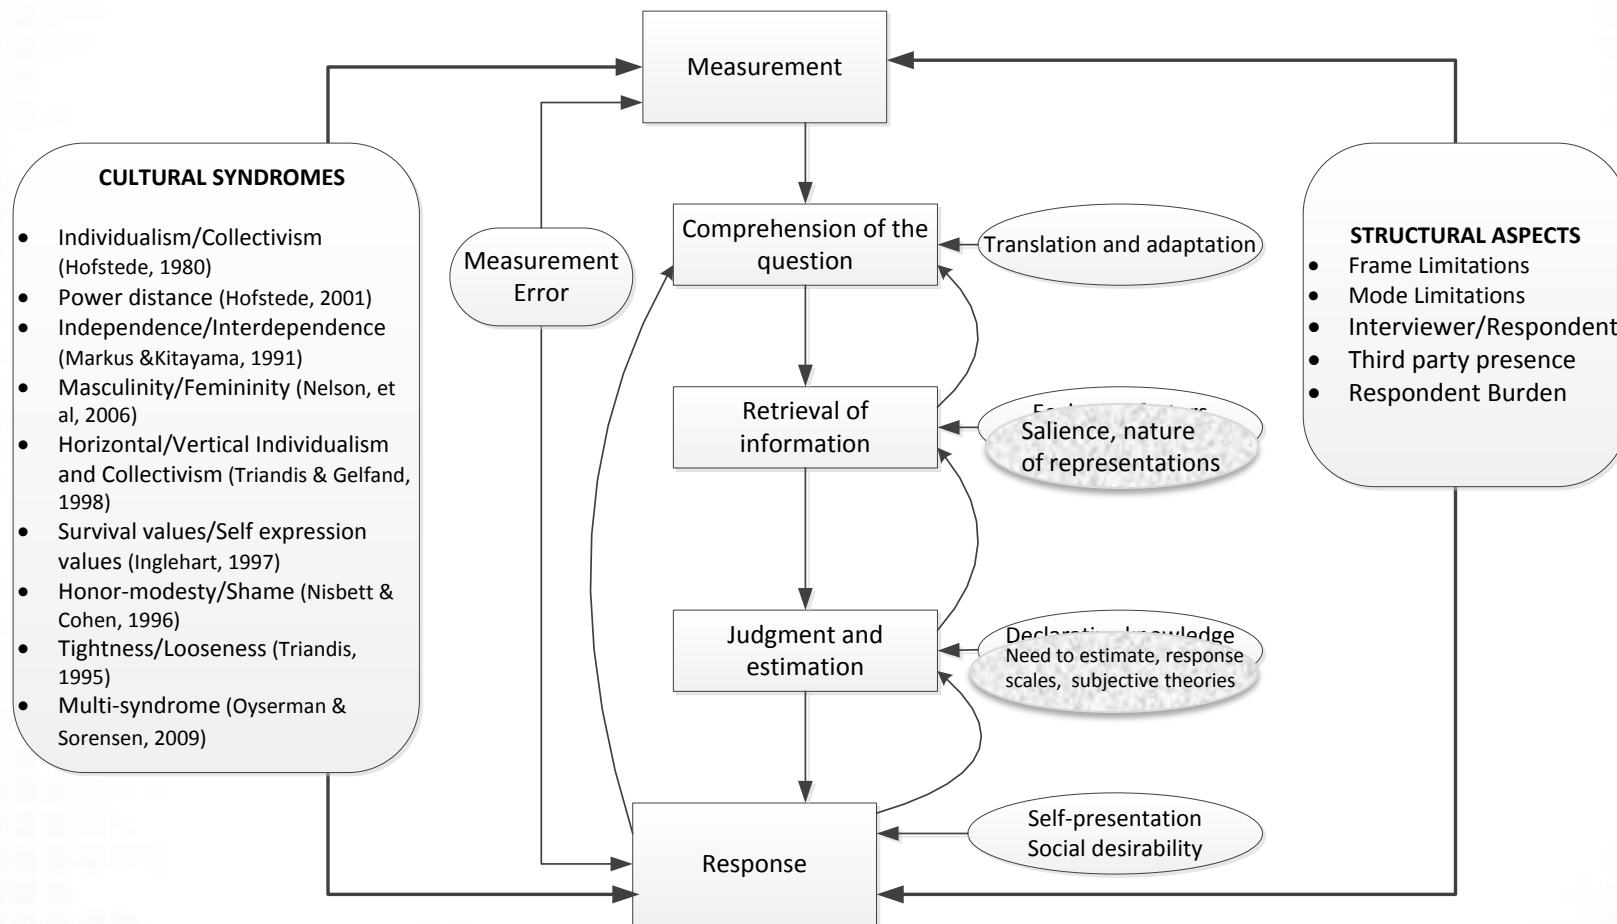 Measurement
CULTURAL SYNDROMES
• Individualism/Collectivism
(Hofstede, 1980)
• Power distance (Hofstede, 2001)
• Independence/Interdependence
(Markus &Kitayama, 1991)
• Masculinity/Femininity (Nelson, et
al, 2006)
• Horizontal/Vertical Individualism
and Collectivism (Triandis & Gelfand,
1998)
• Survival values/Self expression
values (Inglehart, 1997)
• Honor-modesty/Shame (Nisbett &
Cohen, 1996)
• Tightness/Looseness (Triandis,
1995)
• Multi-syndrome (Oyserman &
Sorensen, 2009)
Measurement
Error
Comprehension of the
question
Translation and adaptation
Retrieval of
information
Salience, nature
of representations
Judgment and
estimation
Declarative knowledge
Need to estimate, response
scales, subjective theories
Response
Self-presentation
Social desirability
STRUCTURAL ASPECTS
• Frame Limitations
• Mode Limitations
• Interviewer/Respondent
• Third party presence
• Respondent Burden